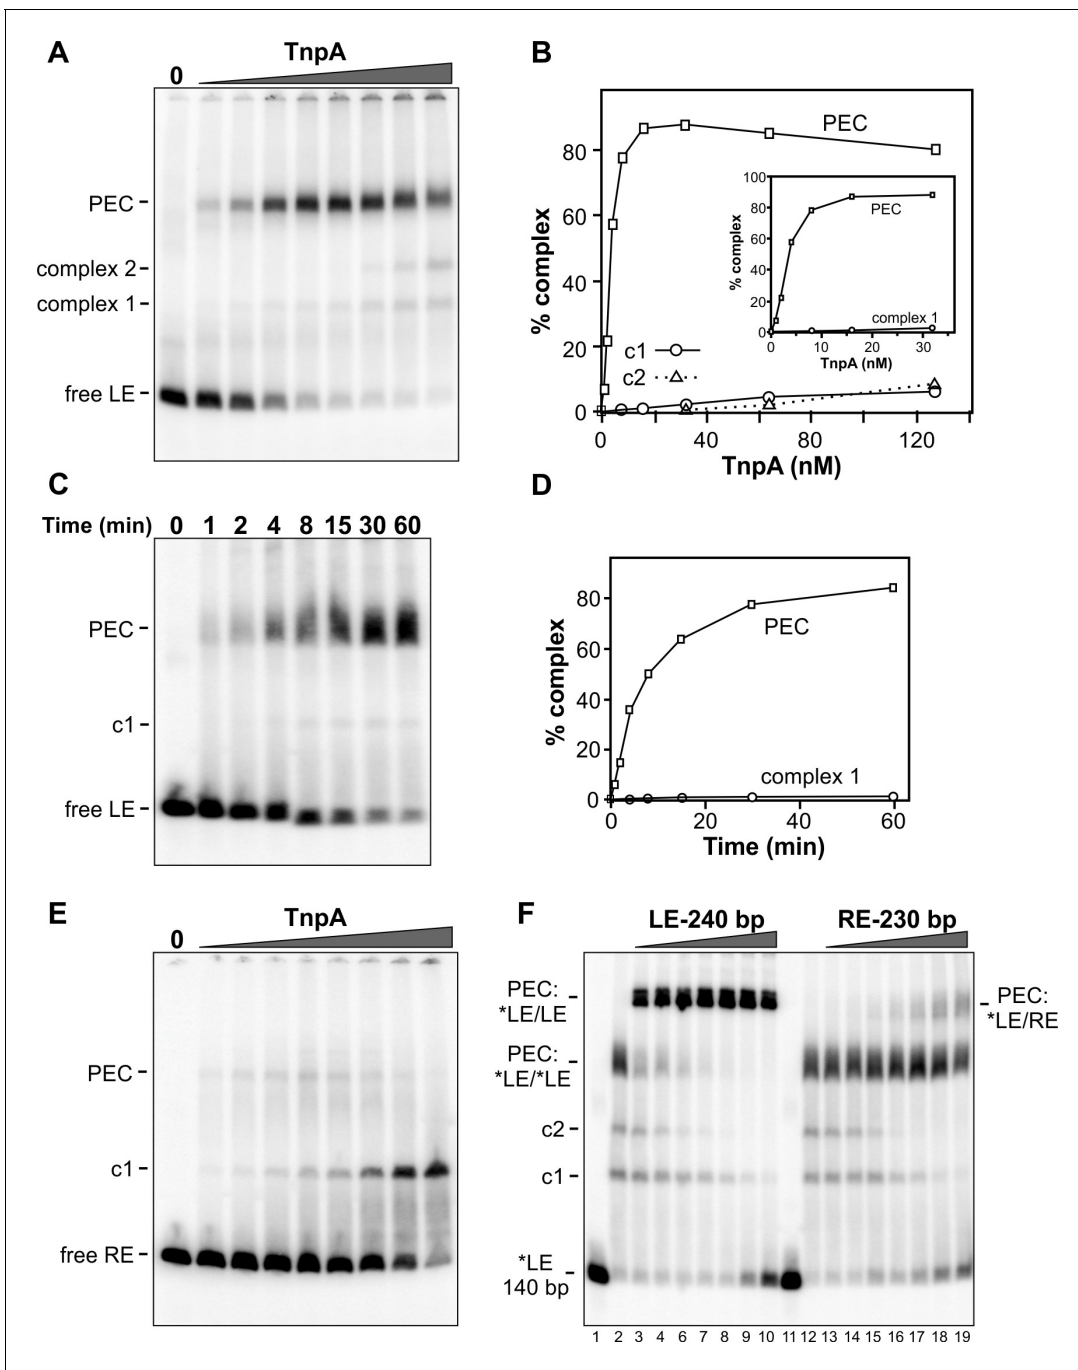 A
TnpA
0
PEC
complex 2
complex 1
free LE
B
% complex
80
60
40
20
0
PEC
c1
c2
0 40 80 120
TnpA (nM)
% complex
100
80
60
40
20
0
PEC
complex 1
0 10 20 30
TnpA (nM)
C
Time (min) 0 1 2 4 8 15 30 60
PEC
c1
free LE
D
% complex
80
60
40
20
0
PEC
complex 1
0 20 40 60
Time (min)
E
TnpA
0
PEC
c1
free RE
F
LE-240 bp RE-230 bp
PEC:
*LE/LE
PEC:
*LE/RE
PEC:
*LE/*LE
c2
c1
*LE
140 bp
1 2 3 4 6 7 8 9 10 11 12 13 14 15 16 17 18 19